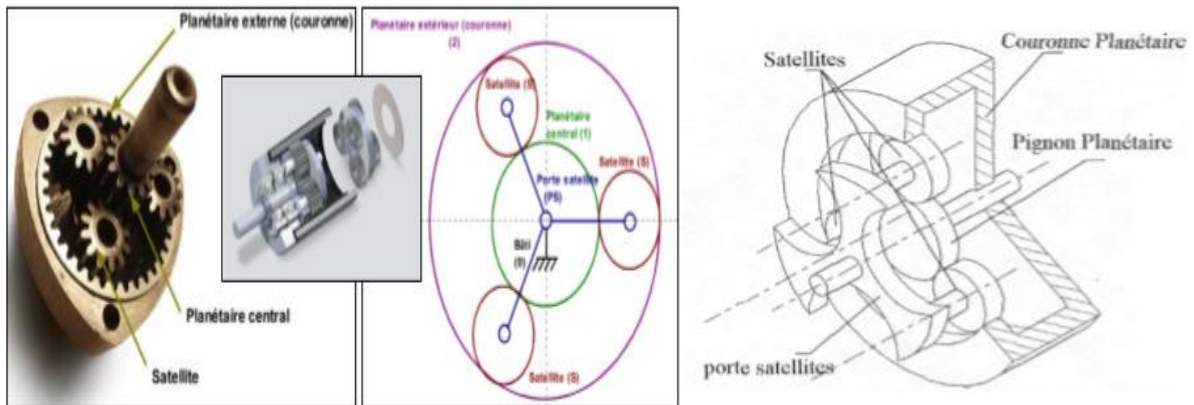 Planétaire externe (couronne)
Planétaire central
Satellite
Planétaire extérieur (couronne)
(2)
Satellite (S)
Planétaire
central (1)
Satellite (S)
Porte satellite
(PS)
Bâti
(0)
Satellite (S)
Satellites
Couronne Planétaire
Pignon Planétaire
porte satellites